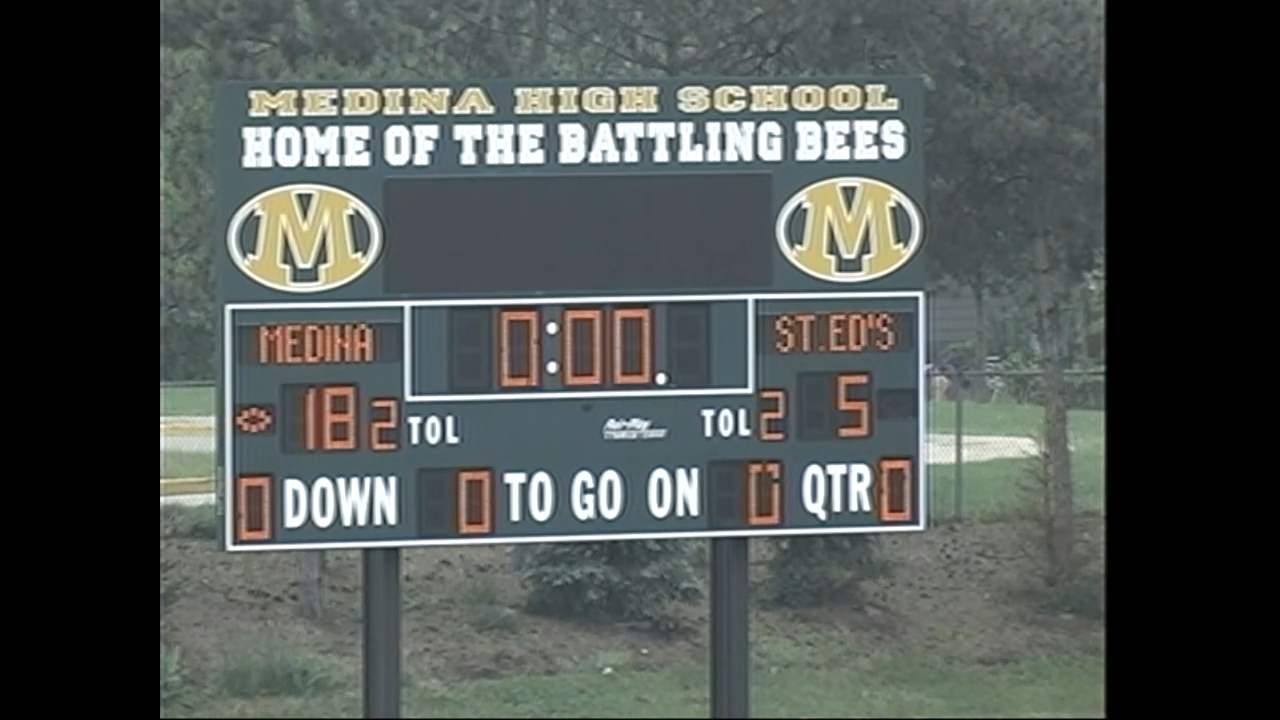 MEDINA HIGH SCHOOL
HOME OF THE BATTLING BEES
M M
MEDINA 0:00. ST.ED'S
18 2 TOL TOL 2 5
0 DOWN 0 TO GO ON 0 QTR 0